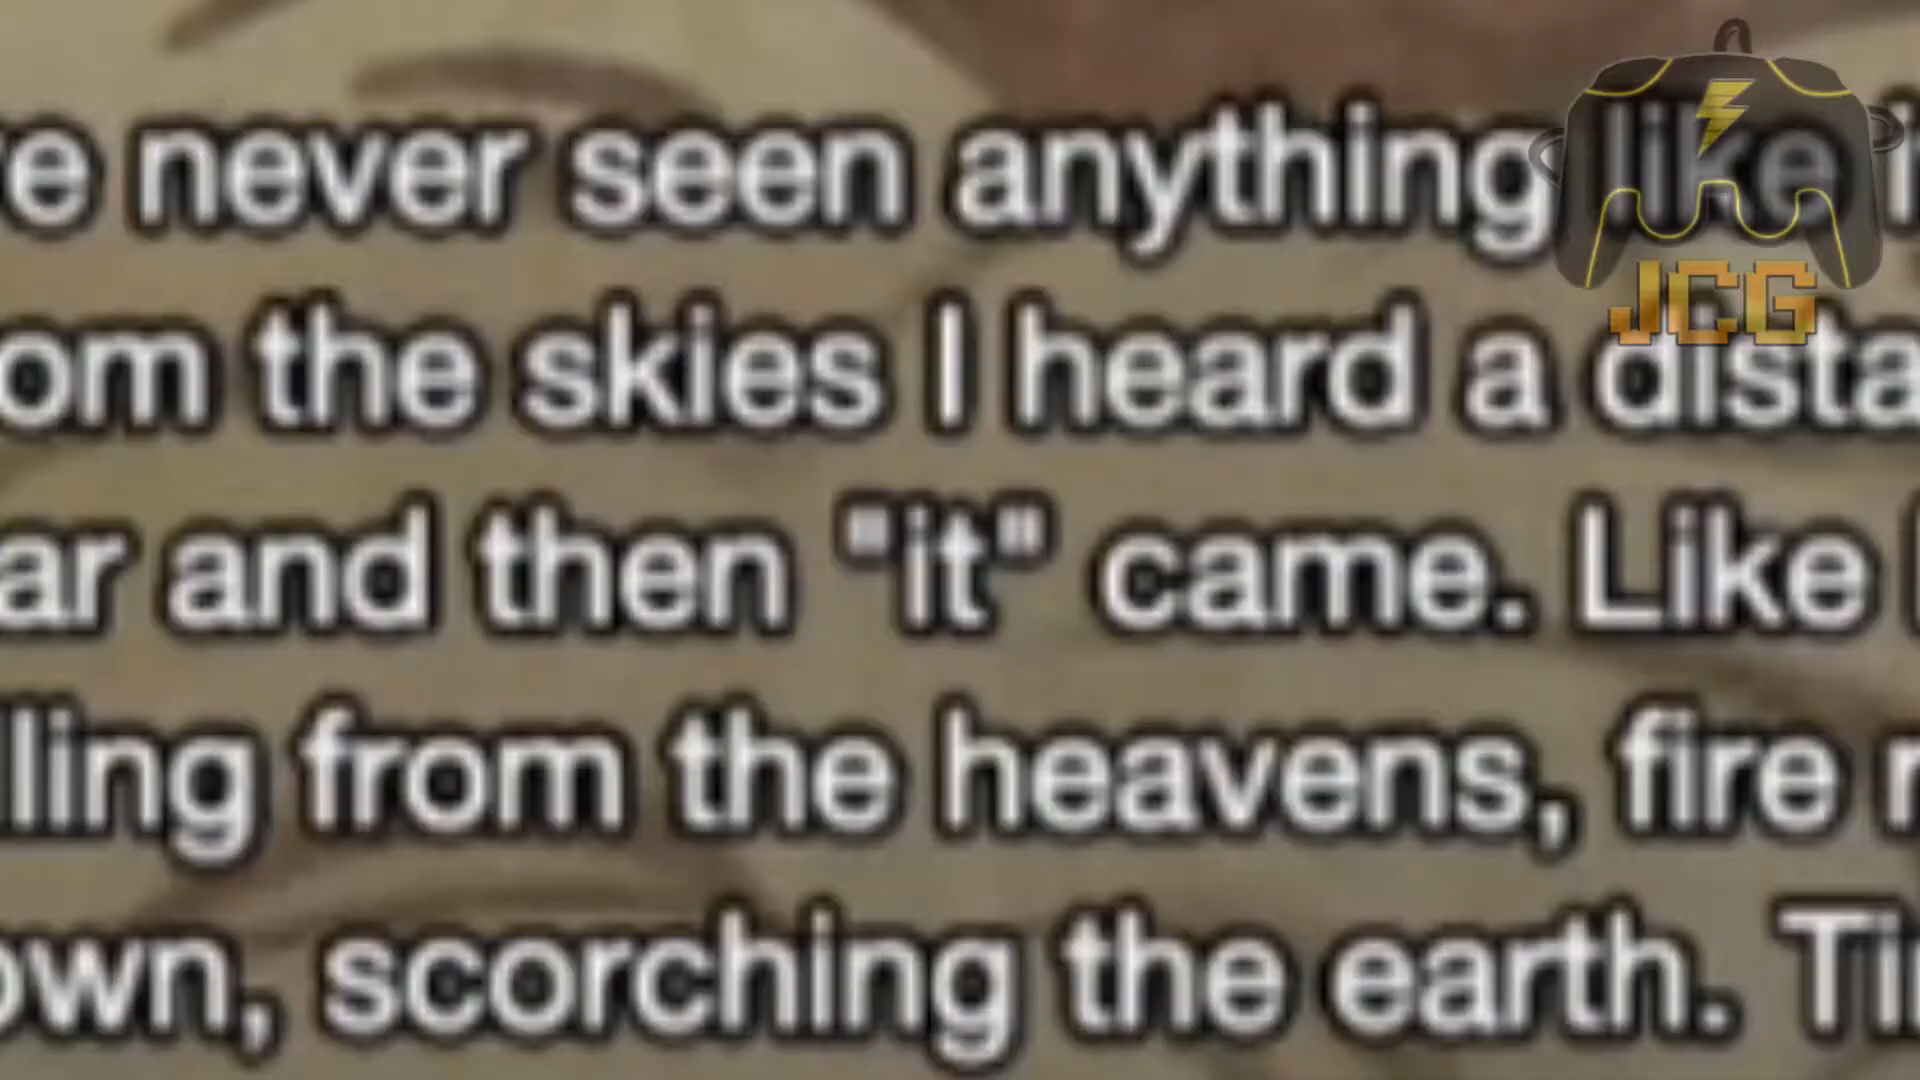 e never seen anything like i
om the skies I heard a dista
ar and then "it" came. Like
lling from the heavens, fire r
own, scorching the earth. Ti
JCG